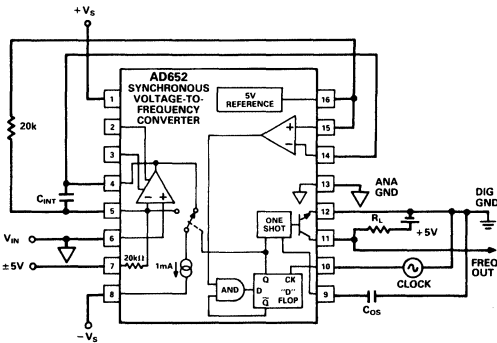 +VS
AD652
SYNCHRONOUS
VOLTAGE-TO-
FREQUENCY
CONVERTER
5V
REFERENCE
20k
CINT
VIN
±5V
-VS
1
2
3
4
5
6
7
8
16
15
14
13
12
11
10
9
+
−
−
+
20kΩ
1mA
ONE
SHOT
AND
Q
CK
D
"D"
Q̅
FLOP
ANA
GND
DIG
GND
RL
+5V
FREQ
OUT
CLOCK
COS